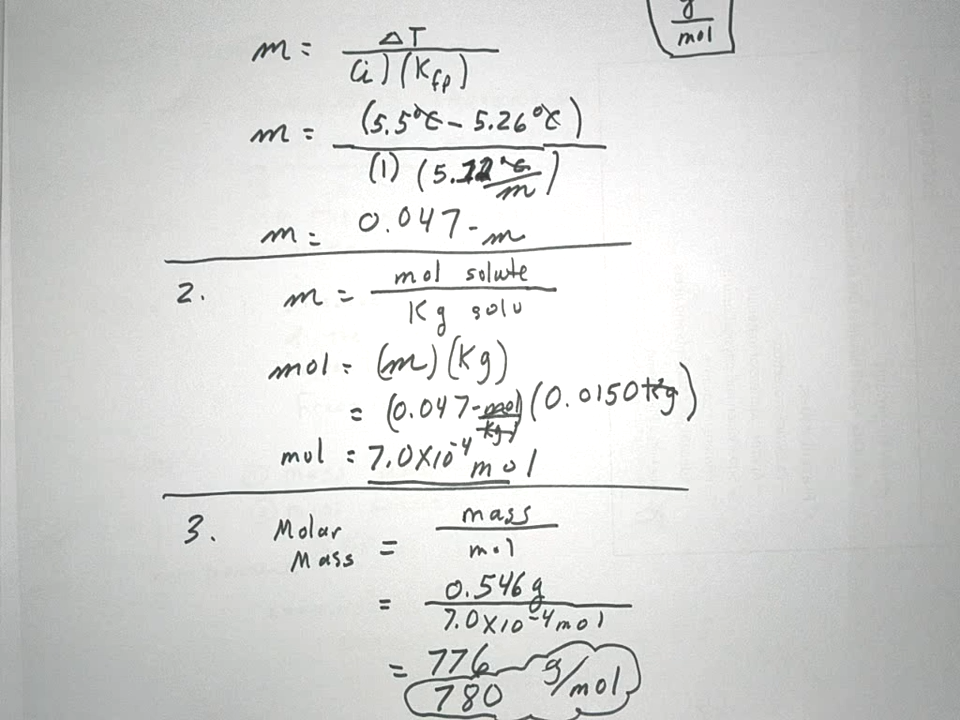 g/mol
m = ΔT / (i)(Kfp)
m = (5.5°C - 5.26°C) / (1)(5.12 °C/m)
m = 0.047 - m
2. m = mol solute / Kg solu
mol = (m)(Kg)
= (0.047 - mol/kg)(0.0150 Kg)
mol = 7.0X10⁻⁴ mol
3. Molar Mass = mass / mol
= 0.546g / 7.0X10⁻⁴ mol
= 776
780 g/mol